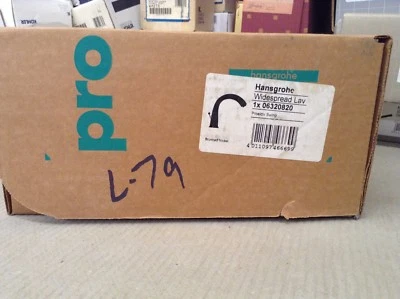 pro
hansgrohe
Hansgrohe
Widespread Lav
1x 06320820
L-79